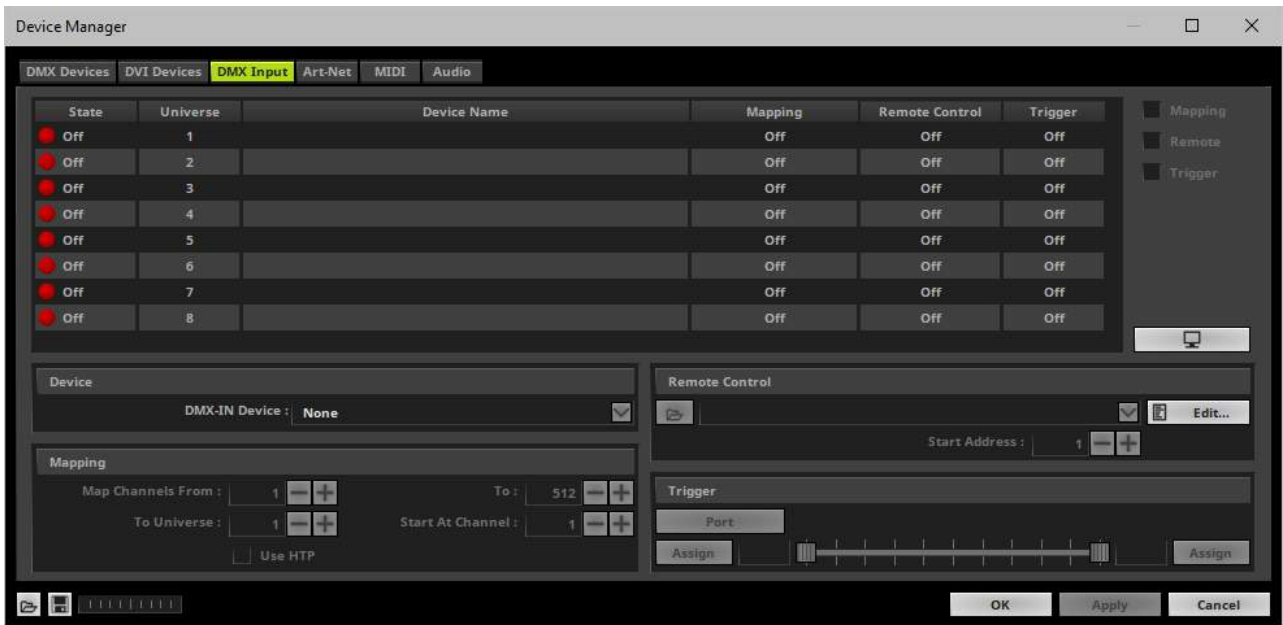 Device Manager
DMX Devices DVI Devices DMX Input Art-Net MIDI Audio
State Universe Device Name Mapping Remote Control Trigger
Off 1 Off Off Off
Off 2 Off Off Off
Off 3 Off Off Off
Off 4 Off Off Off
Off 5 Off Off Off
Off 6 Off Off Off
Off 7 Off Off Off
Off 8 Off Off Off
Mapping
Remote
Trigger
Device
DMX-IN Device : None
Mapping
Map Channels From : 1 To : 512
To Universe : 1 Start At Channel : 1
Use HTP
Remote Control
Edit...
Start Address : 1
Trigger
Port
Assign Assign
OK Apply Cancel